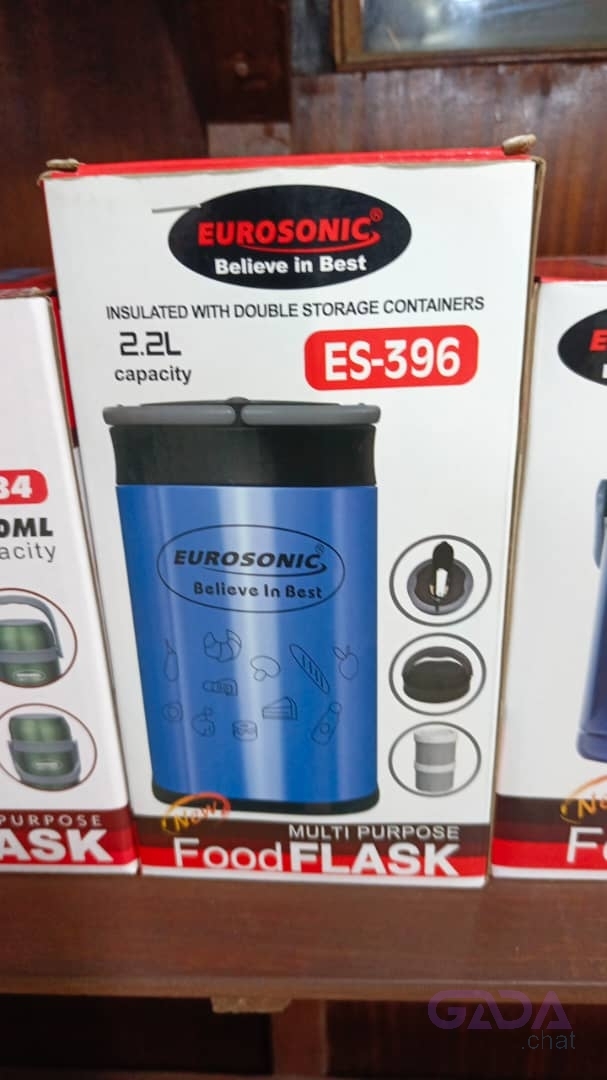 EUROSONIC®
Believe in Best
INSULATED WITH DOUBLE STORAGE CONTAINERS
2.2L
capacity
ES-396
EUROSONIC®
Believe In Best
New
MULTI PURPOSE
Food FLASK
84
0ML
acity
PURPOSE
ASK
E
New
F
GADA
.chat